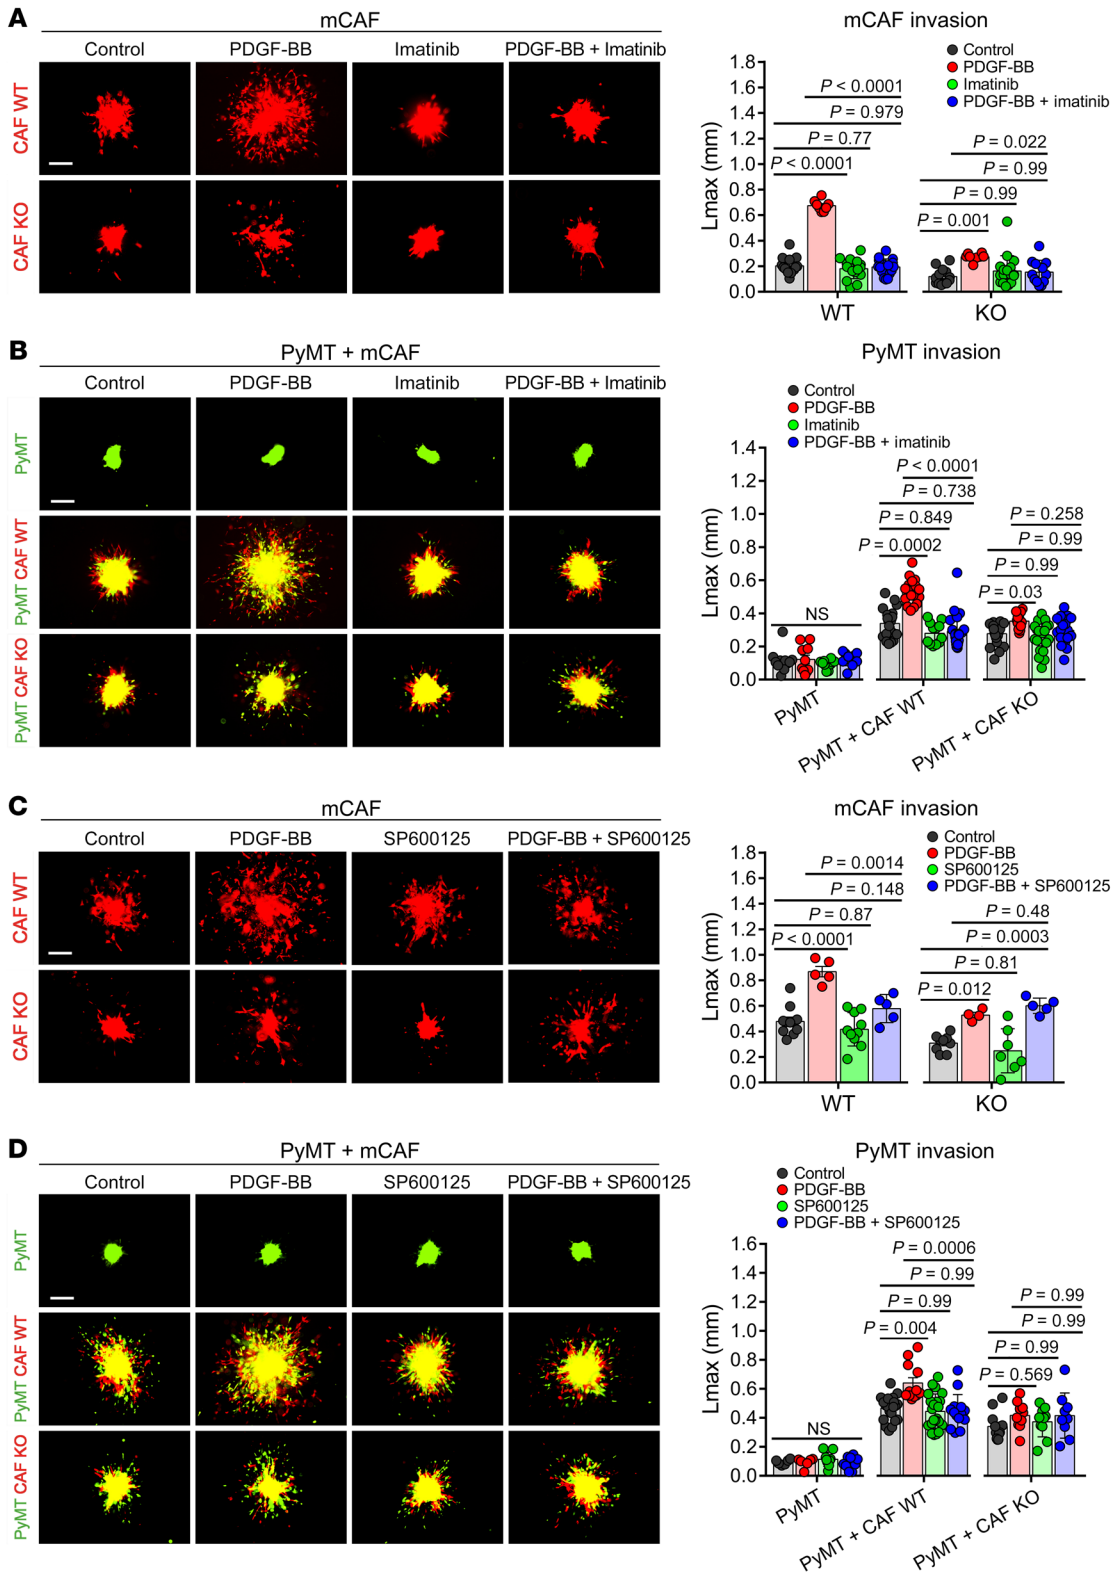 A
mCAF
Control
PDGF-BB
Imatinib
PDGF-BB + Imatinib
CAF WT
CAF KO
mCAF invasion
Control
PDGF-BB
Imatinib
PDGF-BB + imatinib
Lmax (mm)
1.8
1.6
1.4
1.2
1.0
0.8
0.6
0.4
0.2
0.0
P < 0.0001
P = 0.979
P = 0.77
P < 0.0001
P = 0.022
P = 0.99
P = 0.99
P = 0.001
WT
KO
B
PyMT + mCAF
Control
PDGF-BB
Imatinib
PDGF-BB + Imatinib
PyMT
PyMT CAF WT
PyMT CAF KO
PyMT invasion
Control
PDGF-BB
Imatinib
PDGF-BB + imatinib
Lmax (mm)
1.4
1.2
1.0
0.8
0.6
0.4
0.2
0.0
NS
P < 0.0001
P = 0.738
P = 0.849
P = 0.0002
P = 0.258
P = 0.99
P = 0.99
P = 0.03
PyMT
PyMT + CAF WT
PyMT + CAF KO
C
mCAF
Control
PDGF-BB
SP600125
PDGF-BB + SP600125
CAF WT
CAF KO
mCAF invasion
Control
PDGF-BB
SP600125
PDGF-BB + SP600125
Lmax (mm)
1.8
1.6
1.4
1.2
1.0
0.8
0.6
0.4
0.2
0.0
P = 0.0014
P = 0.148
P = 0.87
P < 0.0001
P = 0.48
P = 0.0003
P = 0.81
P = 0.012
WT
KO
D
PyMT + mCAF
Control
PDGF-BB
SP600125
PDGF-BB + SP600125
PyMT
PyMT CAF WT
PyMT CAF KO
PyMT invasion
Control
PDGF-BB
SP600125
PDGF-BB + SP600125
Lmax (mm)
1.6
1.4
1.2
1.0
0.8
0.6
0.4
0.2
0.0
NS
P = 0.0006
P = 0.99
P = 0.99
P = 0.004
P = 0.99
P = 0.99
P = 0.99
P = 0.569
PyMT
PyMT + CAF WT
PyMT + CAF KO